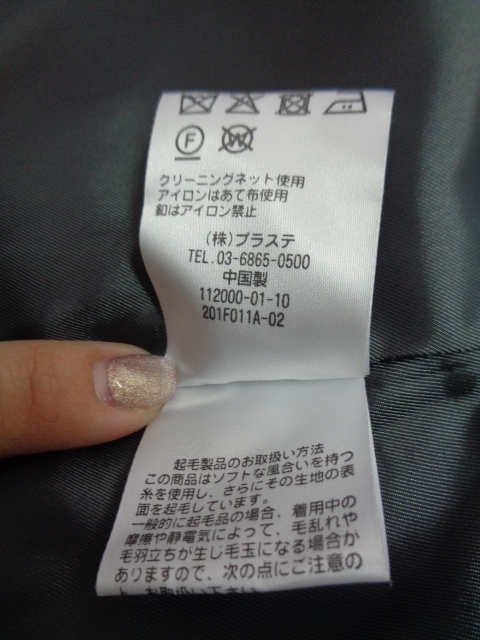 F
W
クリーニングネット使用
アイロンはあて布使用
釦はアイロン禁止
(株)プラステ
TEL.03-6865-0500
中国製
112000-01-10
201F011A-02
起毛製品のお取扱い方法
この商品はソフトな風合いを持つ
糸を使用し、さらにその生地の表
面を起毛しています。
一般的に起毛品の場合、着用中の
摩擦や静電気によって、毛乱れや
毛羽立ちが生じ毛玉になる場合が
ありますので、次の点にご注意の
上お取扱い下さい。